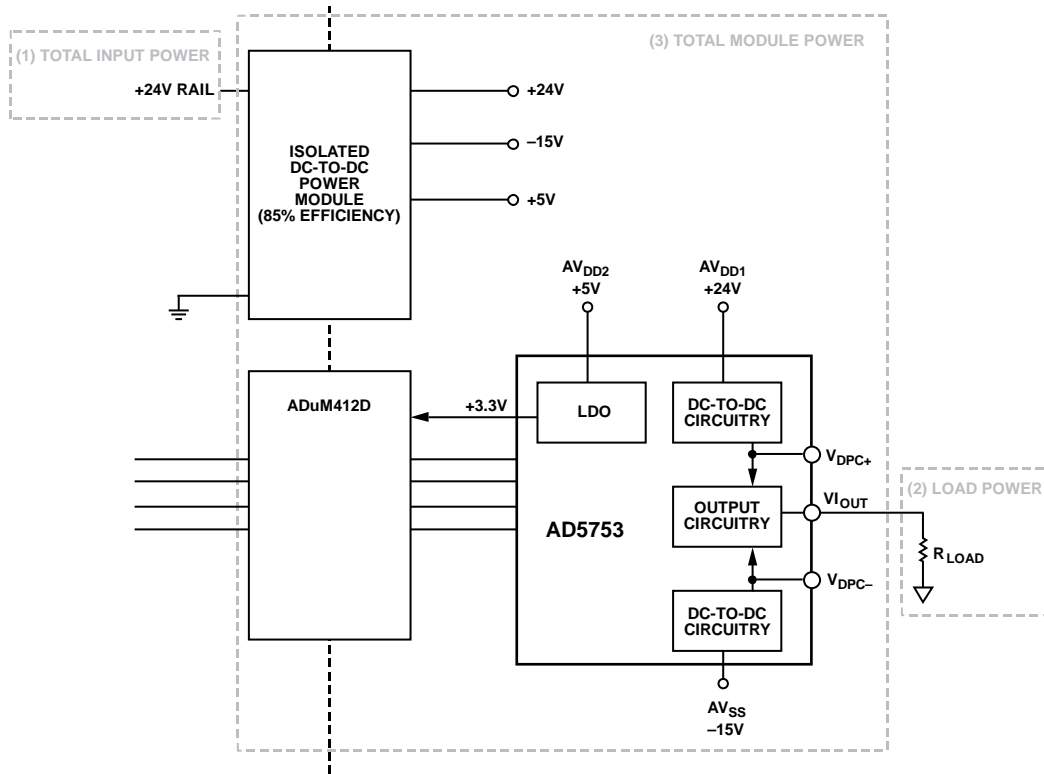 (1) TOTAL INPUT POWER
(3) TOTAL MODULE POWER
+24V RAIL
ISOLATED
DC-TO-DC
POWER
MODULE
(85% EFFICIENCY)
+24V
–15V
+5V
AVDD2
+5V
AVDD1
+24V
ADuM412D
+3.3V
LDO
DC-TO-DC
CIRCUITRY
VDPC+
AD5753
OUTPUT
CIRCUITRY
VIOUT
(2) LOAD POWER
RLOAD
VDPC–
DC-TO-DC
CIRCUITRY
AVSS
–15V